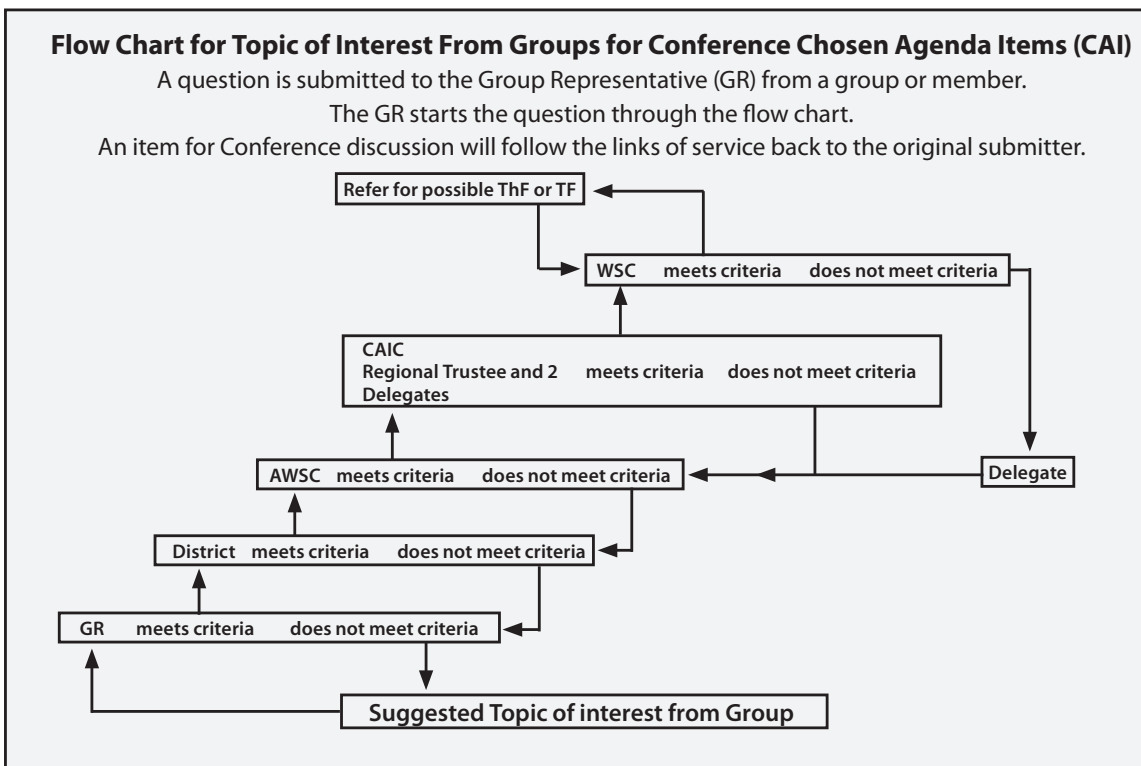 Flow Chart for Topic of Interest From Groups for Conference Chosen Agenda Items (CAI)
A question is submitted to the Group Representative (GR) from a group or member.
The GR starts the question through the flow chart.
An item for Conference discussion will follow the links of service back to the original submitter.
Refer for possible ThF or TF
WSC meets criteria does not meet criteria
CAIC
Regional Trustee and 2 meets criteria does not meet criteria
Delegates
AWSC meets criteria does not meet criteria
Delegate
District meets criteria does not meet criteria
GR meets criteria does not meet criteria
Suggested Topic of interest from Group